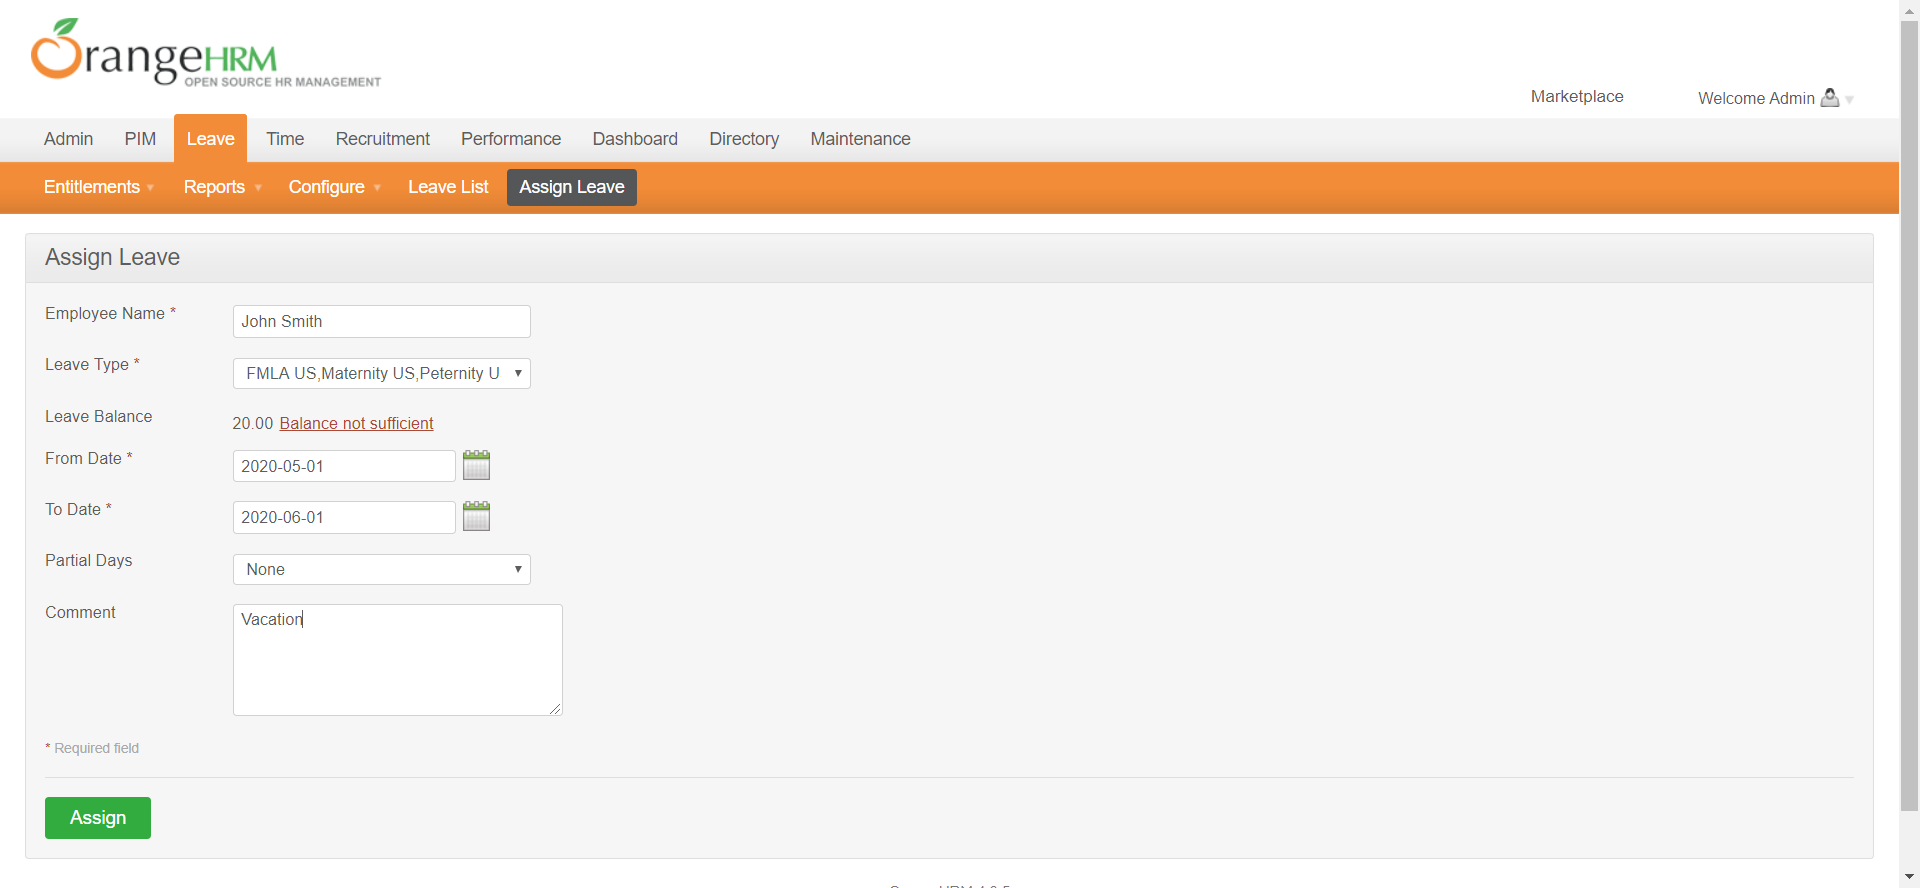 OrangeHRM
OPEN SOURCE HR MANAGEMENT
Marketplace
Welcome Admin
Admin PIM Leave Time Recruitment Performance Dashboard Directory Maintenance
Entitlements Reports Configure Leave List Assign Leave
Assign Leave
Employee Name * John Smith
Leave Type * FMLA US,Maternity US,Peternity U
Leave Balance 20.00 Balance not sufficient
From Date * 2020-05-01
To Date * 2020-06-01
Partial Days None
Comment Vacation
* Required field
Assign